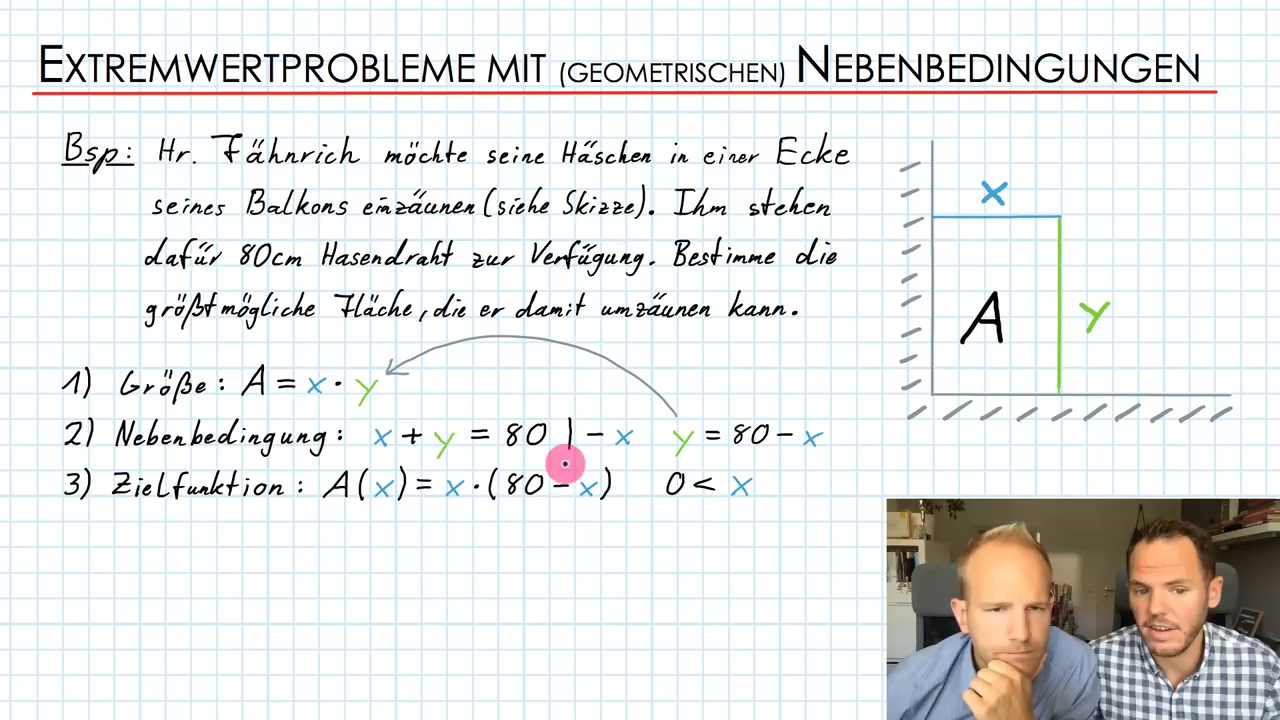 EXTREMWERTPROBLEME MIT (GEOMETRISCHEN) NEBENBEDINGUNGEN
Bsp: Hr. Fähnrich möchte seine Häschen in einer Ecke
seines Balkons einzäunen (siehe Skizze). Ihm stehen
dafür 80cm Hasendraht zur Verfügung. Bestimme die
größtmögliche Fläche, die er damit umzäunen kann.
x
A
y
1) Größe: A = x · y
2) Nebenbedingung: x + y = 80 | - x y = 80 - x
3) Zielfunktion: A(x) = x · (80 - x) 0 < x